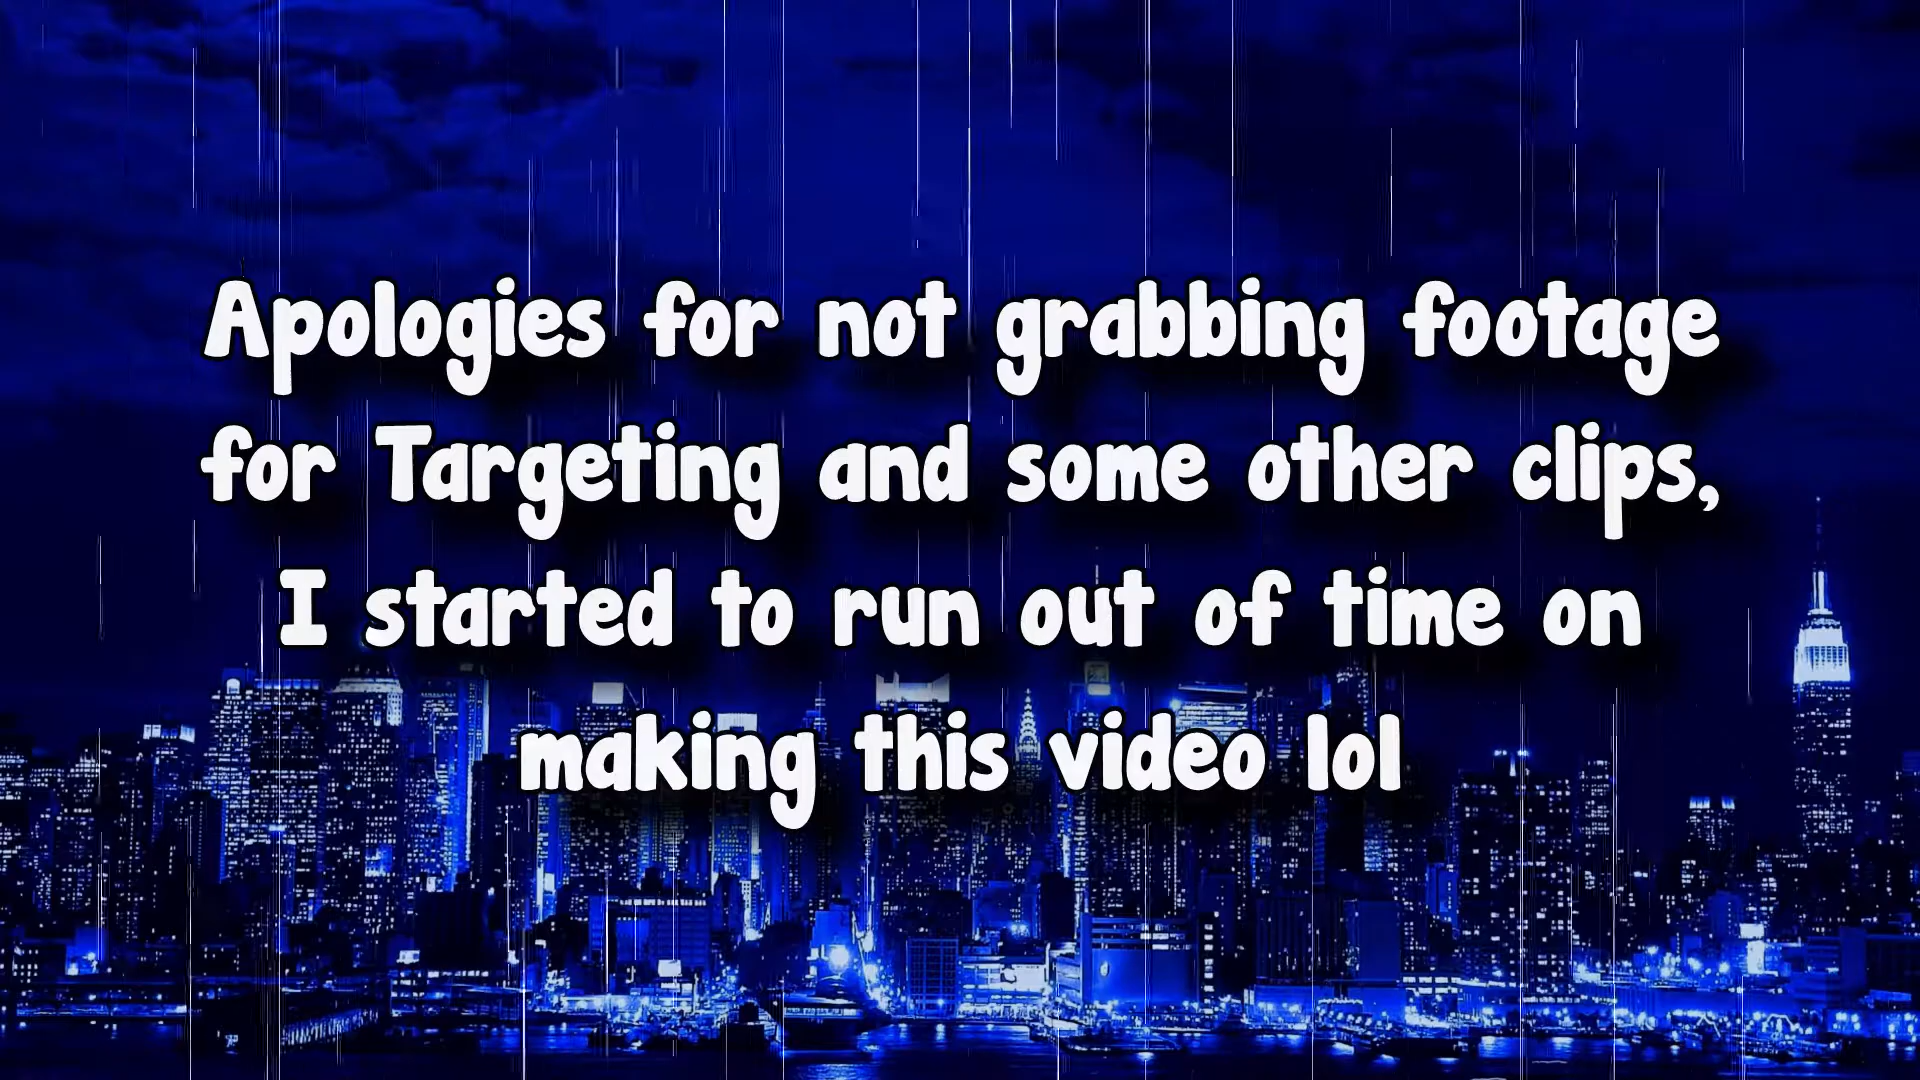 Apologies for not grabbing footage
for Targeting and some other clips,
I started to run out of time on
making this video lol